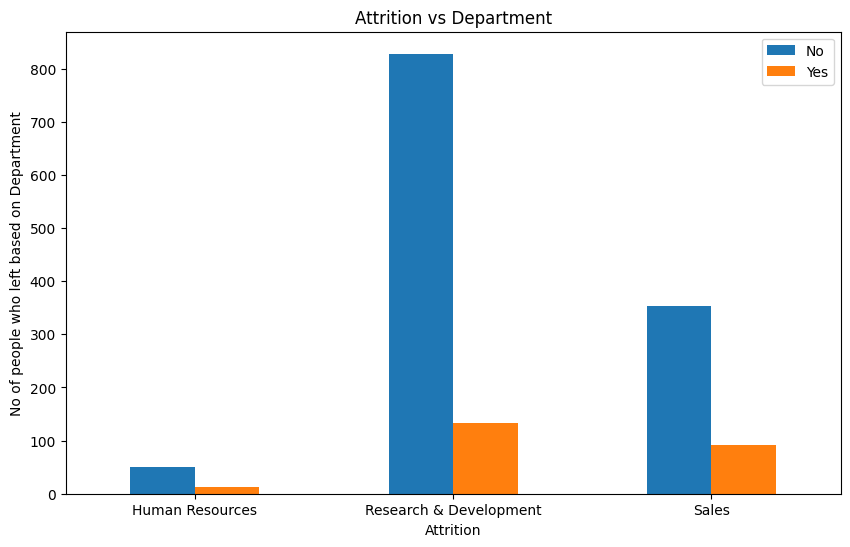 Attrition vs Department
No
Yes
No of people who left based on Department
800
700
600
500
400
300
200
100
0
Human Resources Research & Development Sales
Attrition